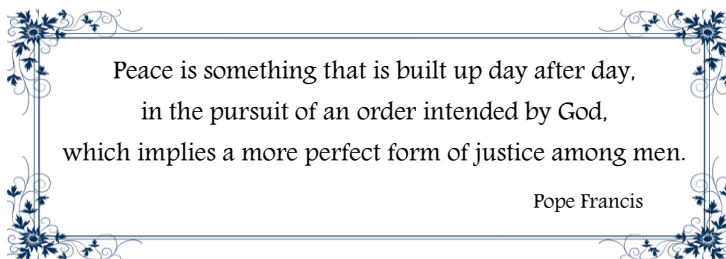 Peace is something that is built up day after day,
in the pursuit of an order intended by God,
which implies a more perfect form of justice among men.
Pope Francis